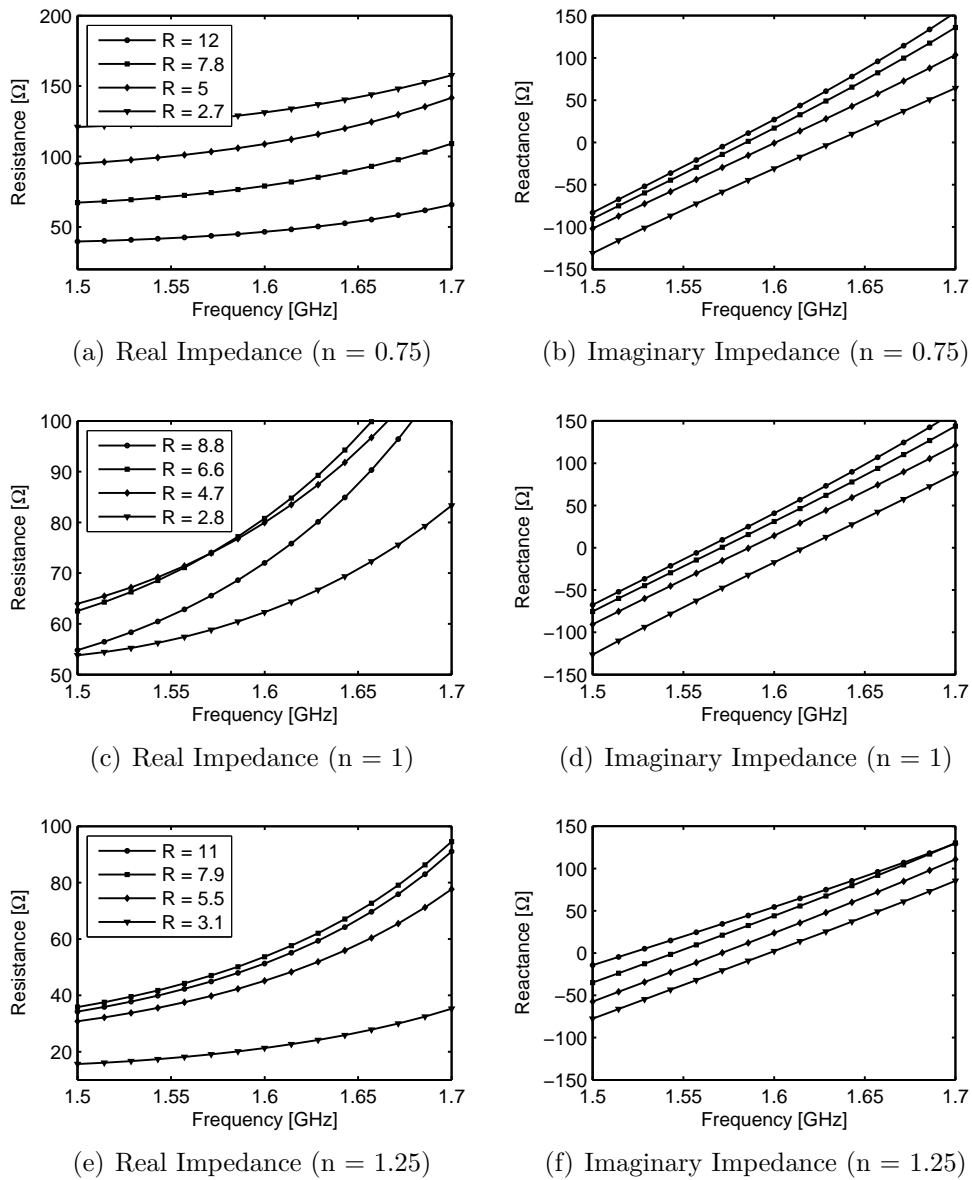 200
150
100
50
Resistance [Ω]
R = 12
R = 7.8
R = 5
R = 2.7
1.5 1.55 1.6 1.65 1.7
Frequency [GHz]
(a) Real Impedance (n = 0.75)
150
100
50
0
−50
−100
−150
Reactance [Ω]
1.5 1.55 1.6 1.65 1.7
Frequency [GHz]
(b) Imaginary Impedance (n = 0.75)
100
90
80
70
60
50
Resistance [Ω]
R = 8.8
R = 6.6
R = 4.7
R = 2.8
1.5 1.55 1.6 1.65 1.7
Frequency [GHz]
(c) Real Impedance (n = 1)
150
100
50
0
−50
−100
−150
Reactance [Ω]
1.5 1.55 1.6 1.65 1.7
Frequency [GHz]
(d) Imaginary Impedance (n = 1)
100
80
60
40
20
Resistance [Ω]
R = 11
R = 7.9
R = 5.5
R = 3.1
1.5 1.55 1.6 1.65 1.7
Frequency [GHz]
(e) Real Impedance (n = 1.25)
150
100
50
0
−50
−100
−150
Reactance [Ω]
1.5 1.55 1.6 1.65 1.7
Frequency [GHz]
(f) Imaginary Impedance (n = 1.25)